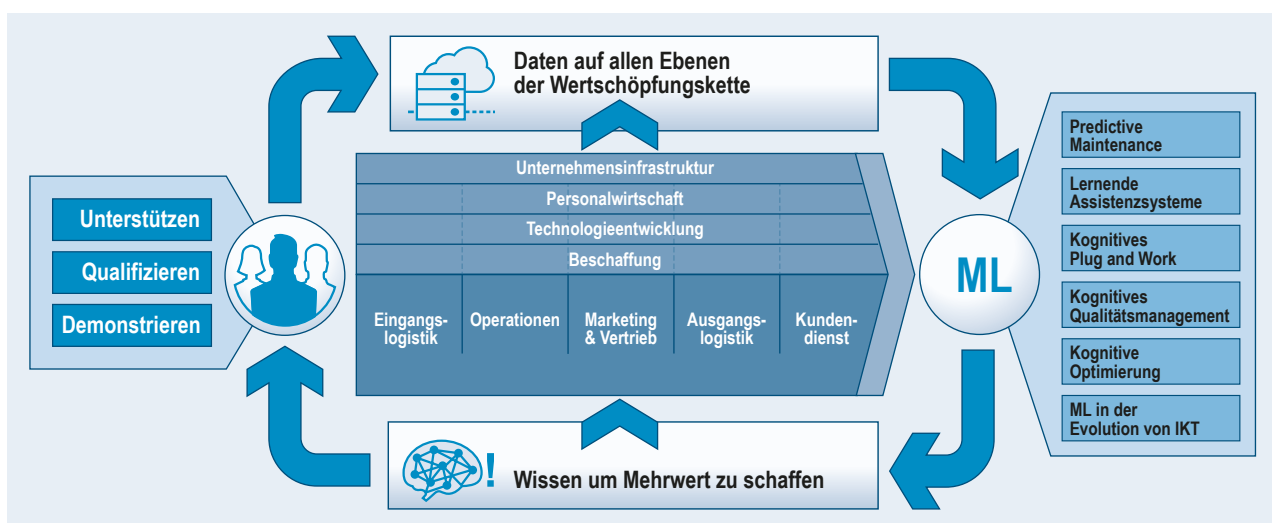 Daten auf allen Ebenen
der Wertschöpfungskette
Unterstützen
Qualifizieren
Demonstrieren
Unternehmensinfrastruktur
Personalwirtschaft
Technologieentwicklung
Beschaffung
Eingangs-
logistik
Operationen
Marketing
& Vertrieb
Ausgangs-
logistik
Kunden-
dienst
ML
Predictive
Maintenance
Lernende
Assistenzsysteme
Kognitives
Plug and Work
Kognitives
Qualitätsmanagement
Kognitive
Optimierung
ML in der
Evolution von IKT
! Wissen um Mehrwert zu schaffen